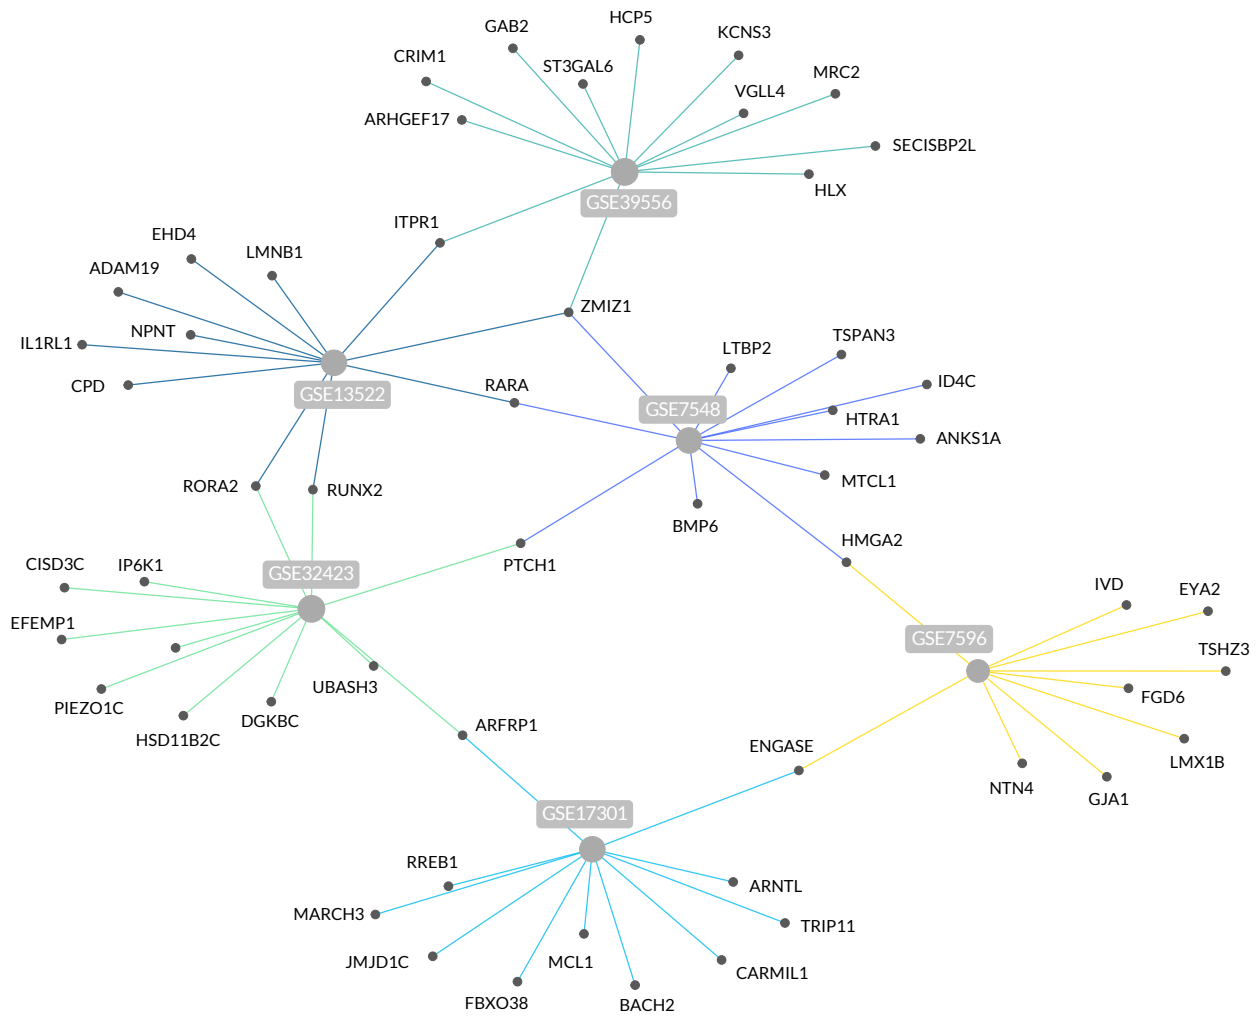 HCP5
GAB2
KCNS3
CRIM1
ST3GAL6
MRC2
VGLL4
ARHGEF17
SECISBP2L
HLX
GSE39556
ITPR1
EHD4
LMNB1
ADAM19
ZMIZ1
NPNT
TSPAN3
IL1RL1
LTBP2
CPD
RARA
ID4C
GSE13522
GSE7548
HTRA1
ANKS1A
MTCL1
RORA2
RUNX2
BMP6
HMGA2
CISD3C
IP6K1
PTCH1
GSE32423
IVD
EYA2
EFEMP1
GSE7596
TSHZ3
UBASH3
FGD6
PIEZO1C
DGKBC
ARFRP1
HSD11B2C
ENGASE
LMX1B
NTN4
GJA1
GSE17301
RREB1
ARNTL
MARCH3
TRIP11
JMJD1C
MCL1
CARMIL1
FBXO38
BACH2